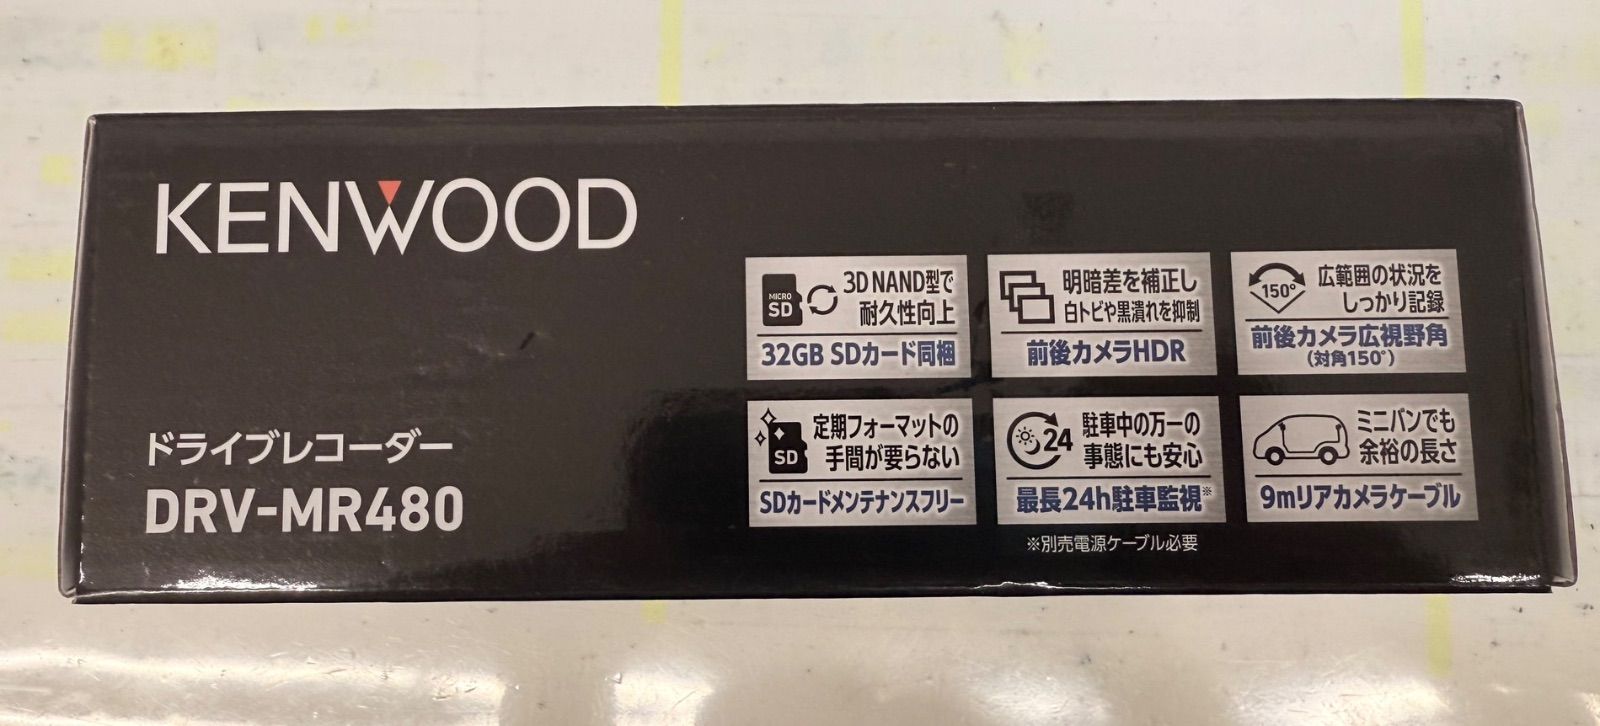 KENWOOD
ドライブレコーダー
DRV-MR480
MICRO
SD
3D NAND型で
耐久性向上
32GB SDカード同梱
明暗差を補正し
白トビや黒潰れを抑制
前後カメラHDR
150°
広範囲の状況を
しっかり記録
前後カメラ広視野角
(対角150°)
SD
定期フォーマットの
手間が要らない
SDカードメンテナンスフリー
24
駐車中の万一の
事態にも安心
最長24h駐車監視※
※別売電源ケーブル必要
ミニバンでも
余裕の長さ
9mリアカメラケーブル